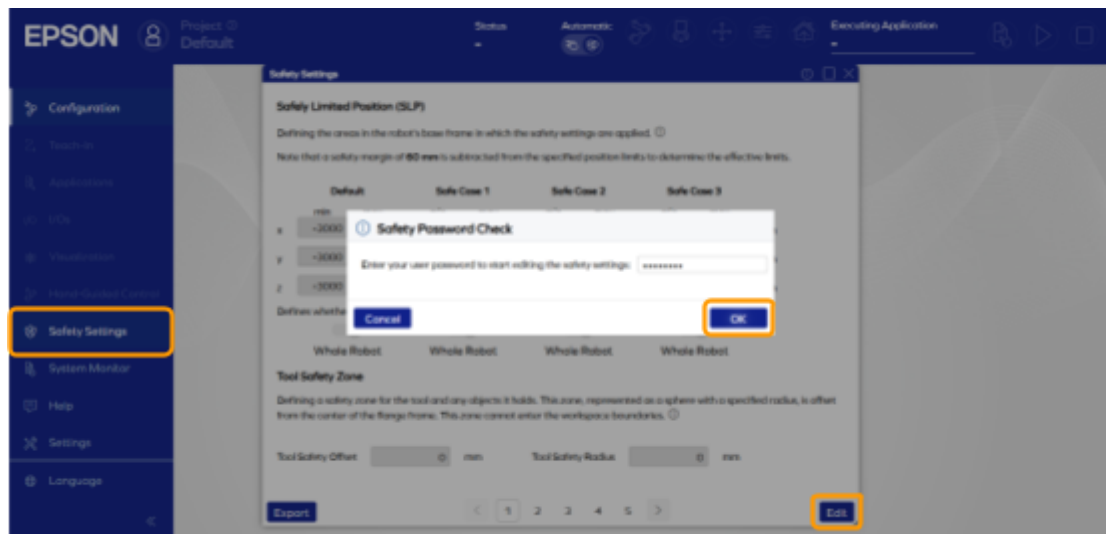 EPSON
Project
Default
Status
-
Automatic
Executing Application
-
Configuration
Teach-in
Applications
I/Os
Visualization
Hand-Guided Control
Safety Settings
System Monitor
Help
Settings
Language
Safety Settings
Safely Limited Position (SLP)
Defining the areas in the robot's base frame in which the safety settings are applied.
Note that a safety margin of 60 mm is subtracted from the specified position limits to determine the effective limits.
Default Safe Case 1 Safe Case 2 Safe Case 3
min
x -3000
y -3000
z -3000
Safety Password Check
Enter your user password to start editing the safety settings: ••••••••
Cancel OK
Defines whether
Whole Robot Whole Robot Whole Robot Whole Robot
Tool Safety Zone
Defining a safety zone for the tool and any objects it holds. This zone, represented as a sphere with a specified radius, is offset
from the center of the flange frame. This zone cannot enter the workspace boundaries.
Tool Safety Offset 0 mm Tool Safety Radius 0 mm
Export < 1 2 3 4 5 > Edit